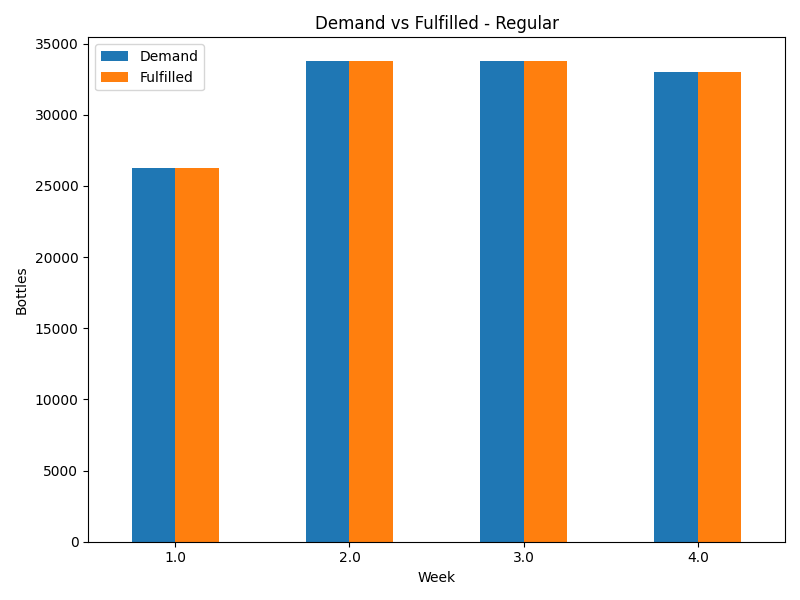 Demand vs Fulfilled - Regular
Demand
Fulfilled
35000
30000
25000
20000
15000
10000
5000
0
Bottles
1.0 2.0 3.0 4.0
Week